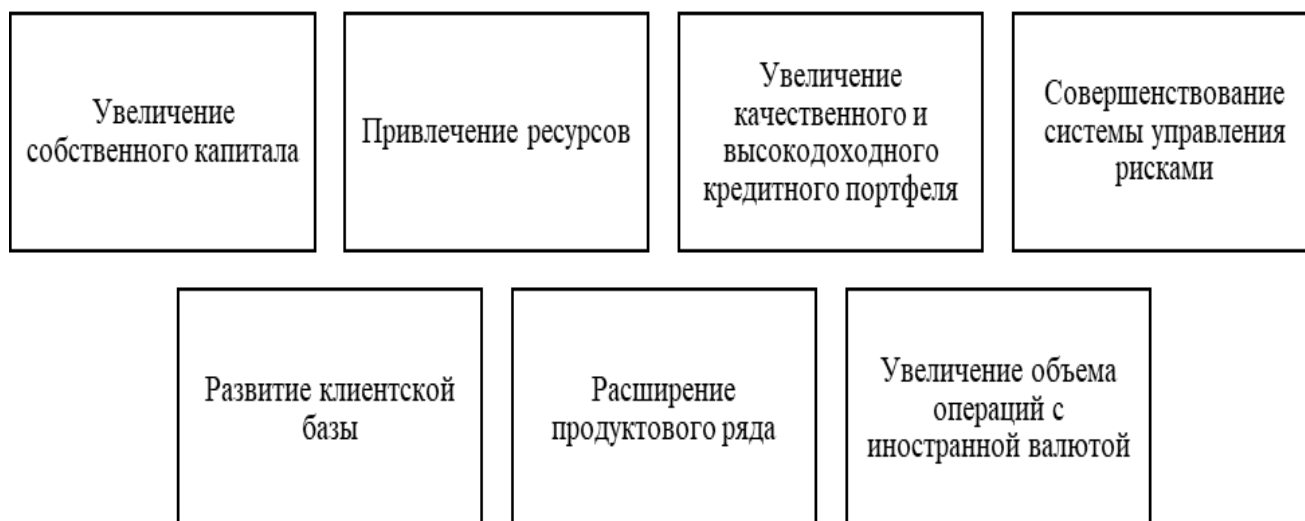 Увеличение
собственного капитала
Привлечение ресурсов
Увеличение
качественного и
высокодоходного
кредитного портфеля
Совершенствование
системы управления
рисками
Развитие клиентской
базы
Расширение
продуктового ряда
Увеличение объема
операций с
иностранной валютой